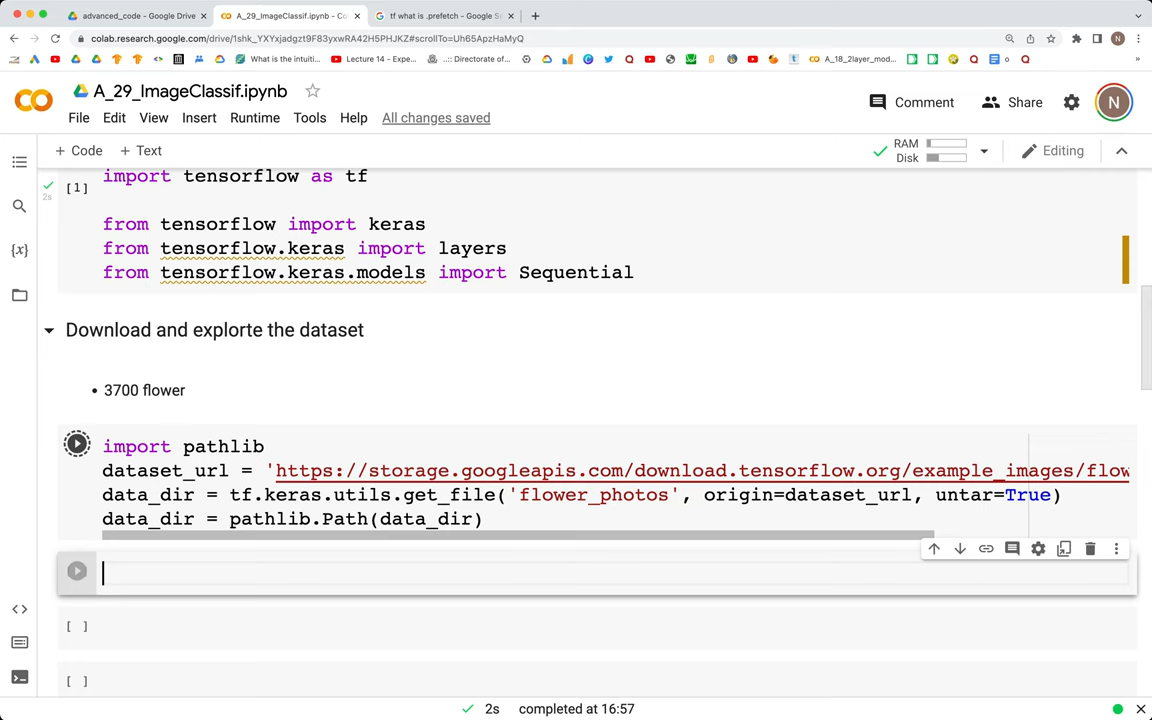 advanced_code - Google Drive
A_29_ImageClassif.ipynb - Co
tf what is .prefetch - Google S
colab.research.google.com/drive/1shk_YXYxjadgzt9F83yxwRA42H5PHJKZ#scrollTo=Uh65ApzHaMyQ
What is the intuiti...
Lecture 14 - Expe...
..:: Directorate of...
A_18_2layer_mod...
A_29_ImageClassif.ipynb
Comment
Share
N
File Edit View Insert Runtime Tools Help All changes saved
+ Code + Text
RAM
Disk
Editing
import tensorflow as tf
[1]
2s
from tensorflow import keras
from tensorflow.keras import layers
from tensorflow.keras.models import Sequential
Download and explorte the dataset
• 3700 flower
import pathlib
dataset_url = 'https://storage.googleapis.com/download.tensorflow.org/example_images/flow
data_dir = tf.keras.utils.get_file('flower_photos', origin=dataset_url, untar=True)
data_dir = pathlib.Path(data_dir)
[ ]
[ ]
2s completed at 16:57